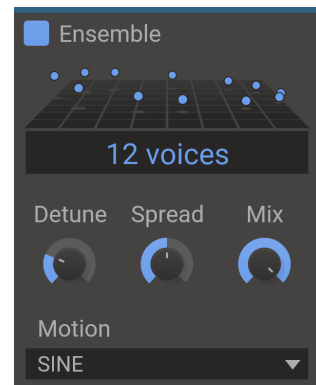 Ensemble
12 voices
Detune Spread Mix
Motion
SINE